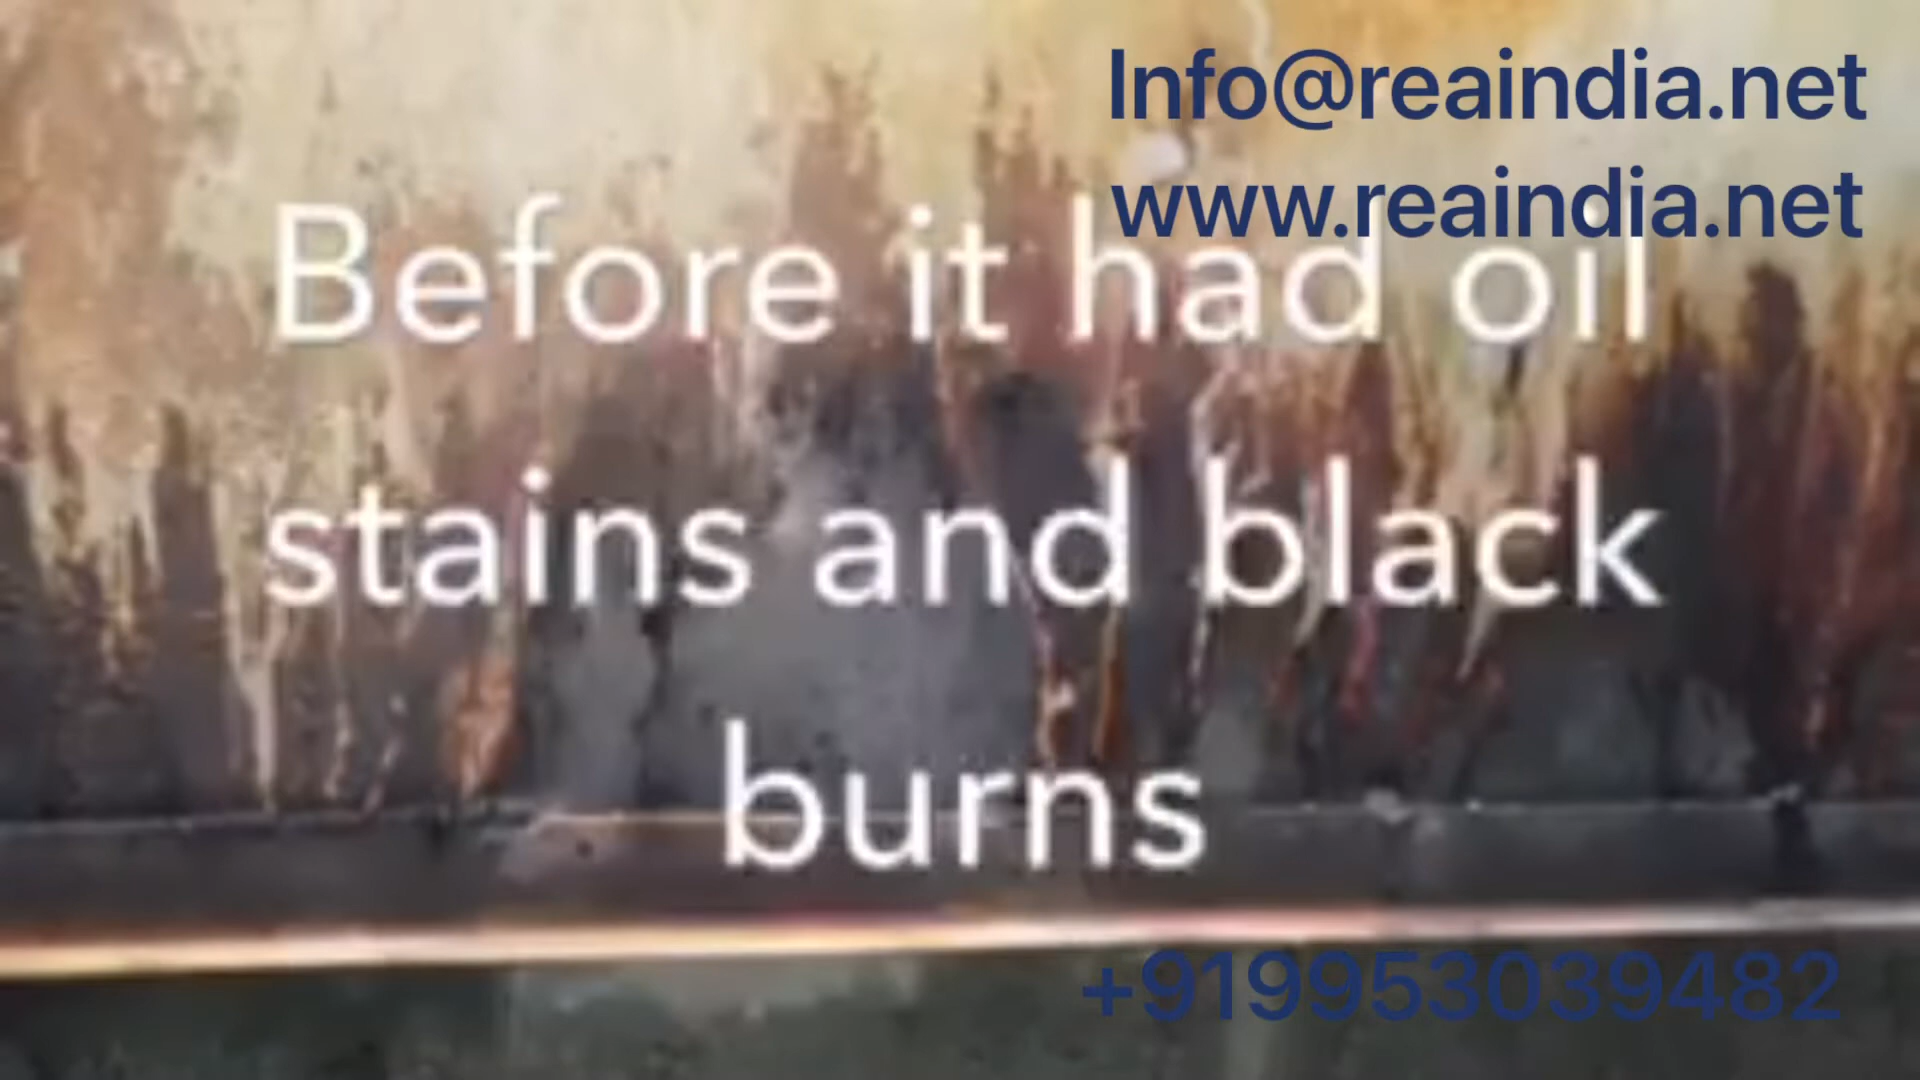 Info@reaindia.net
www.reaindia.net
Before it had oil
stains and black
burns
+919953039482